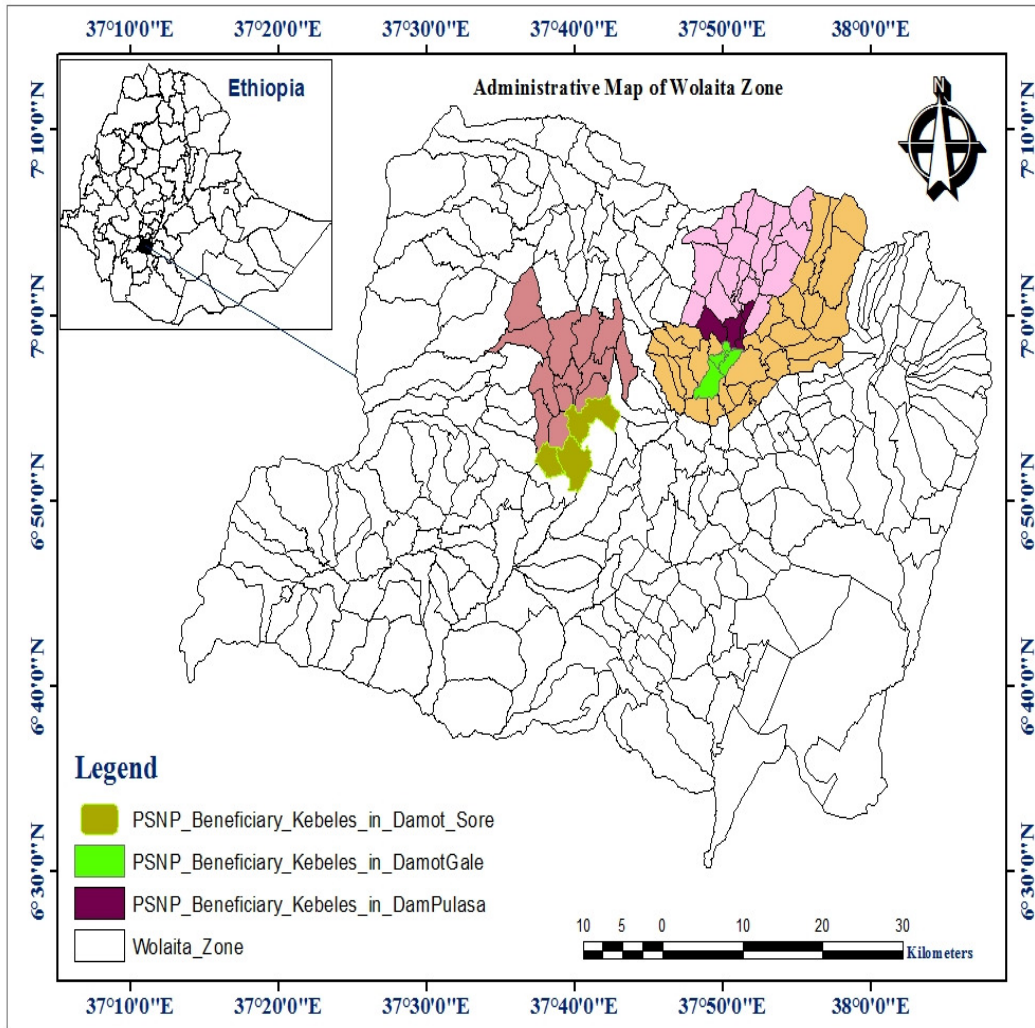 37°10'0"E 37°20'0"E 37°30'0"E 37°40'0"E 37°50'0"E 38°0'0"E
Ethiopia
Administrative Map of Wolaita Zone
N
7°10'0"N 7°10'0"N
7°0'0"N 7°0'0"N
6°50'0"N 6°50'0"N
6°40'0"N 6°40'0"N
6°30'0"N 6°30'0"N
Legend
PSNP_Beneficiary_Kebeles_in_Damot_Sore
PSNP_Beneficiary_Kebeles_in_DamotGale
PSNP_Beneficiary_Kebeles_in_DamPulasa
Wolaita_Zone
10 5 0 10 20 30
Kilometers
37°10'0"E 37°20'0"E 37°30'0"E 37°40'0"E 37°50'0"E 38°0'0"E